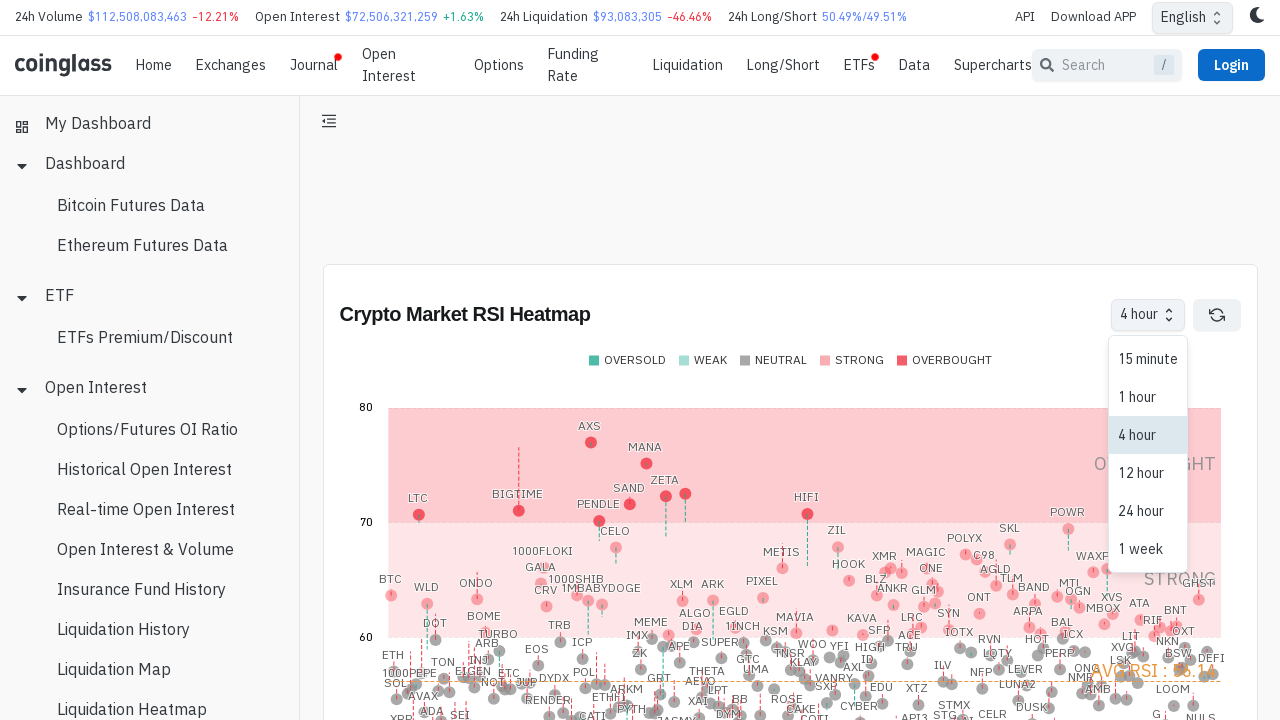 24h Volume $112,508,083,463 -12.21% Open Interest $72,506,321,259 +1.63% 24h Liquidation $93,083,305 -46.46% 24h Long/Short 50.49%/49.51% API Download APP English
coinglass Home Exchanges Journal Open Interest Options Funding Rate Liquidation Long/Short ETFs Data Supercharts Search / Login
My Dashboard
Dashboard
Bitcoin Futures Data
Ethereum Futures Data
ETF
ETFs Premium/Discount
Open Interest
Options/Futures OI Ratio
Historical Open Interest
Real-time Open Interest
Open Interest & Volume
Insurance Fund History
Liquidation History
Liquidation Map
Liquidation Heatmap
Crypto Market RSI Heatmap
4 hour
15 minute
1 hour
4 hour
12 hour
24 hour
1 week
OVERSOLD WEAK NEUTRAL STRONG OVERBOUGHT
80
AXS
MANA
ZETA
SAND
BIGTIME
LTC
PENDLE
HIFI
POWR
70
CELO
ZIL
SKL
POLYX
1000FLOKI
METIS
XMR
MAGIC
C98
GALA
HOOK
ONE
AGLD
STRONG
BTC
WLD
ONDO
CRV
1000SHIB
1MBABYDOGE
XLM
ARK
PIXEL
BLZ
ANKR
GLM
TLM
BAND
MTL
OGN
XVS
GHST
DOT
BOME
TURBO
TRB
MEME
ALGO
DIA
EGLD
1INCH
MAVIA
KSM
KAVA
SFP
LRC
ACE
SYN
ONT
IOTX
ARPA
BAL
ICX
MBOX
ATA
RIF
BNT
OXT
60
ETH
SOL
1000PEPE
TON
ARB
INJ
EIGEN
NOT
ETC
JUP
EOS
ICP
DYDX
POL
IMX
ZK
APE
SUPER
GRT
THETA
AEVO
GTC
UMA
TNSR
KLAY
WOO
YFI
HIGH
ID
AXL
TRU
RVN
LQTY
NFP
HOT
PERP
LEVER
ONG
NMR
LIT
XVG
SK
NKN
BSW
DEFI
AVG RSI : 56.14
AVAX
ADA
SEI
RENDER
ETHFI
ARKM
PYTH
XAI
LPT
DYM
BB
ROSE
CAKE
SXP
VANRY
CYBER
EDU
XTZ
ILV
STMX
LUNA2
DUSK
AMB
LOOM
XRP
CATI
JASMY
COTI
API3
STG
CELR
G
NULS